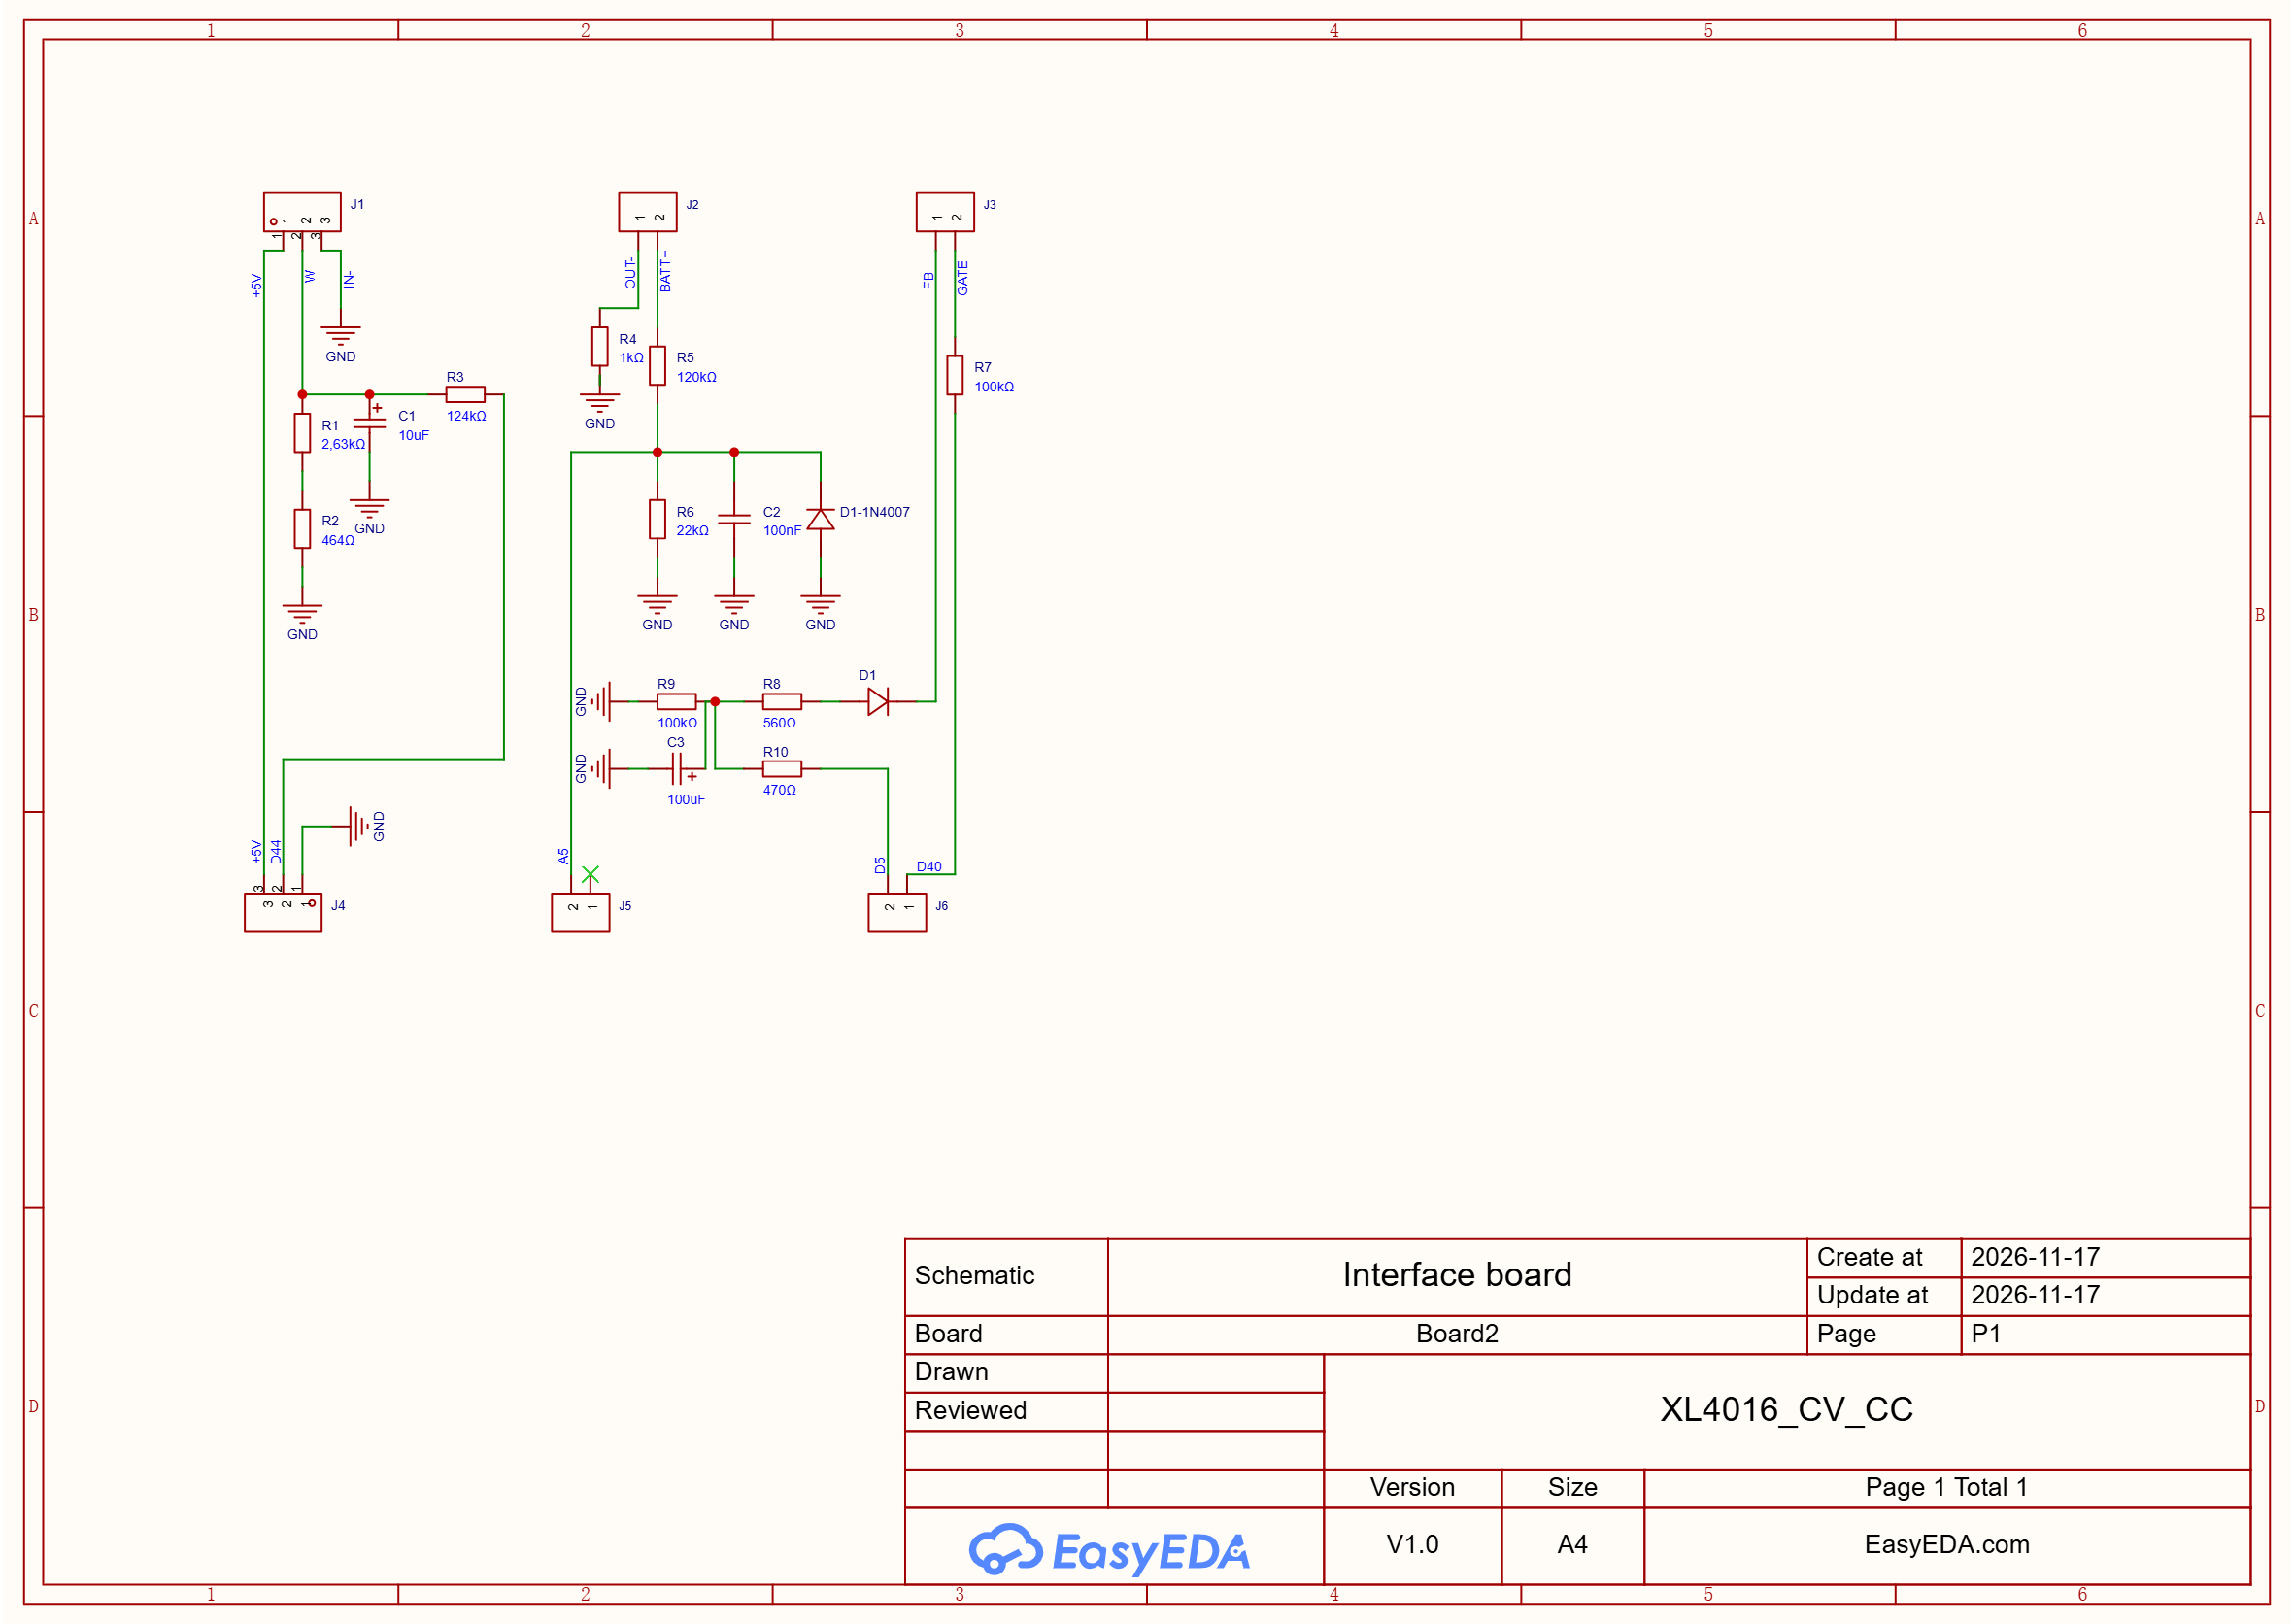 1 2 3 4 5 6
A A
B B
C C
D D
J1
1 2 3
1 2 3
+5V
W
IN-
GND
R3
124kΩ
R1
2,63kΩ
C1
10uF
GND
R2
464Ω
GND
+5V
D44
GND
3 2 1
3 2 1
J4
J2
1 2
OUT-
BATT+
R4
1kΩ
GND
R5
120kΩ
R6
22kΩ
C2
100nF
D1-1N4007
GND
GND
GND
J3
1 2
FB
GATE
R7
100kΩ
GND
R9
100kΩ
R8
560Ω
D1
GND
C3
100uF
R10
470Ω
A5
2 1
J5
D5
D40
2 1
J6
Schematic
Interface board
Create at
2026-11-17
Update at
2026-11-17
Board
Board2
Page
P1
Drawn
Reviewed
XL4016_CV_CC
Version
Size
Page 1 Total 1
EasyEDA
V1.0
A4
EasyEDA.com
1 2 3 4 5 6